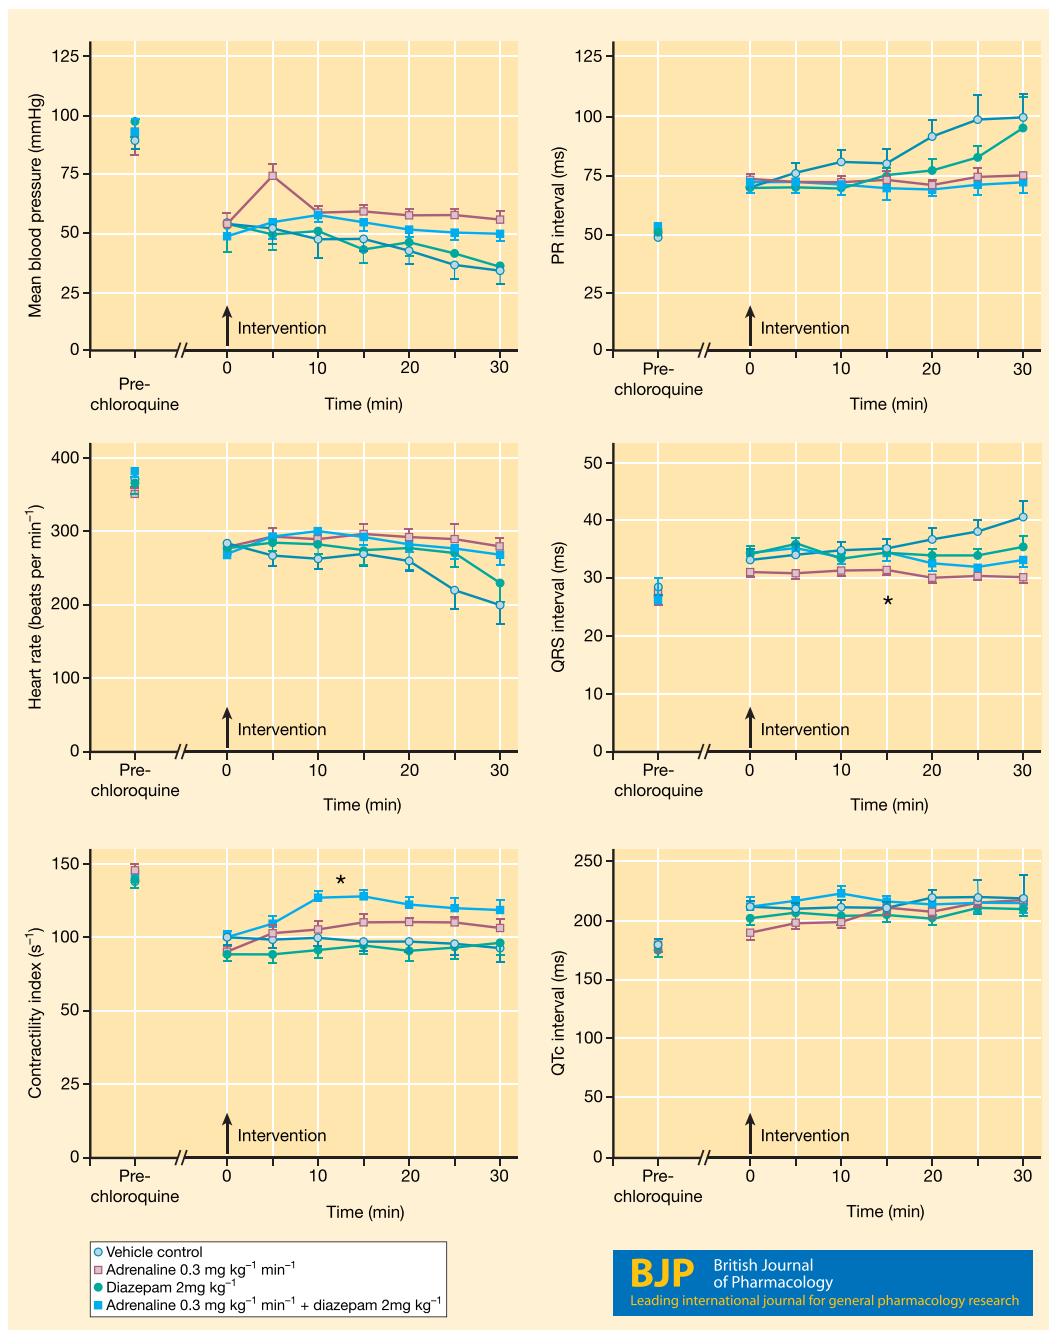 125
100
75
50
25
0
Mean blood pressure (mmHg)
Intervention
Pre-
chloroquine
0
10
20
30
Time (min)
125
100
75
50
25
0
PR interval (ms)
Intervention
Pre-
chloroquine
0
10
20
30
Time (min)
400
300
200
100
0
Heart rate (beats per min⁻¹)
Intervention
Pre-
chloroquine
0
10
20
30
Time (min)
50
40
30
20
10
0
QRS interval (ms)
*
Intervention
Pre-
chloroquine
0
10
20
30
Time (min)
150
100
50
25
0
Contractility index (s⁻¹)
*
Intervention
Pre-
chloroquine
0
10
20
30
Time (min)
250
200
150
100
50
0
QTc interval (ms)
Intervention
Pre-
chloroquine
0
10
20
30
Time (min)
Vehicle control
Adrenaline 0.3 mg kg⁻¹ min⁻¹
Diazepam 2mg kg⁻¹
Adrenaline 0.3 mg kg⁻¹ min⁻¹ + diazepam 2mg kg⁻¹
BJP British Journal
of Pharmacology
Leading international journal for general pharmacology research